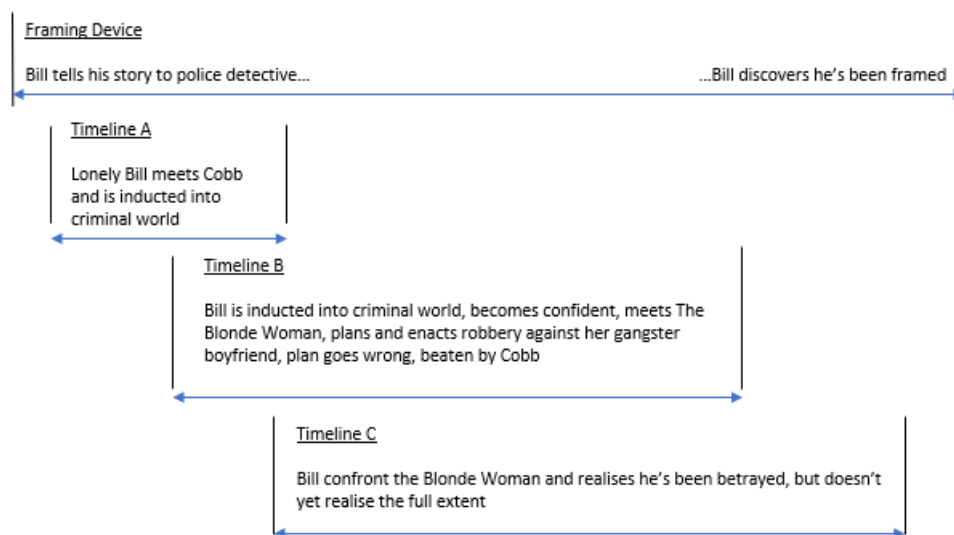 Framing Device
Bill tells his story to police detective...
...Bill discovers he's been framed
Timeline A
Lonely Bill meets Cobb
and is inducted into
criminal world
Timeline B
Bill is inducted into criminal world, becomes confident, meets The
Blonde Woman, plans and enacts robbery against her gangster
boyfriend, plan goes wrong, beaten by Cobb
Timeline C
Bill confront the Blonde Woman and realises he's been betrayed, but doesn't
yet realise the full extent